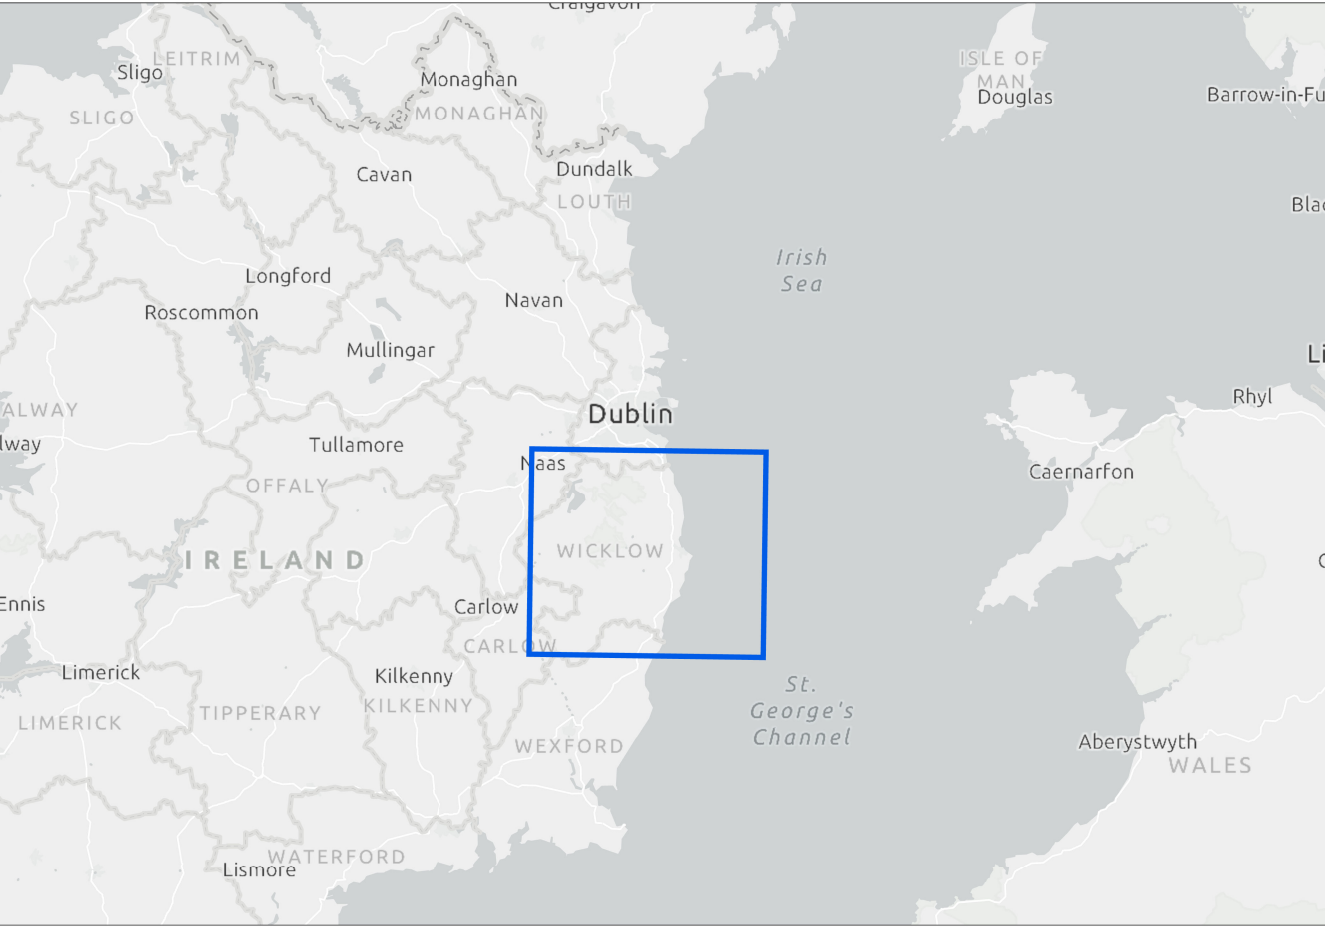 Craigavon
LEITRIM
Sligo
Monaghan
MONAGHAN
SLIGO
ISLE OF
MAN
Douglas
Barrow-in-Fu
Cavan
Dundalk
LOUTH
Blac
Irish
Sea
Longford
Navan
Roscommon
Mullingar
Li
Rhyl
ALWAY
Dublin
lway
Tullamore
Naas
Caernarfon
OFFALY
WICKLOW
IRELAND
Ennis
Carlow
CARLOW
Limerick
Kilkenny
St.
George's
Channel
LIMERICK
TIPPERARY
KILKENNY
WEXFORD
Aberystwyth
WALES
WATERFORD
Lismore